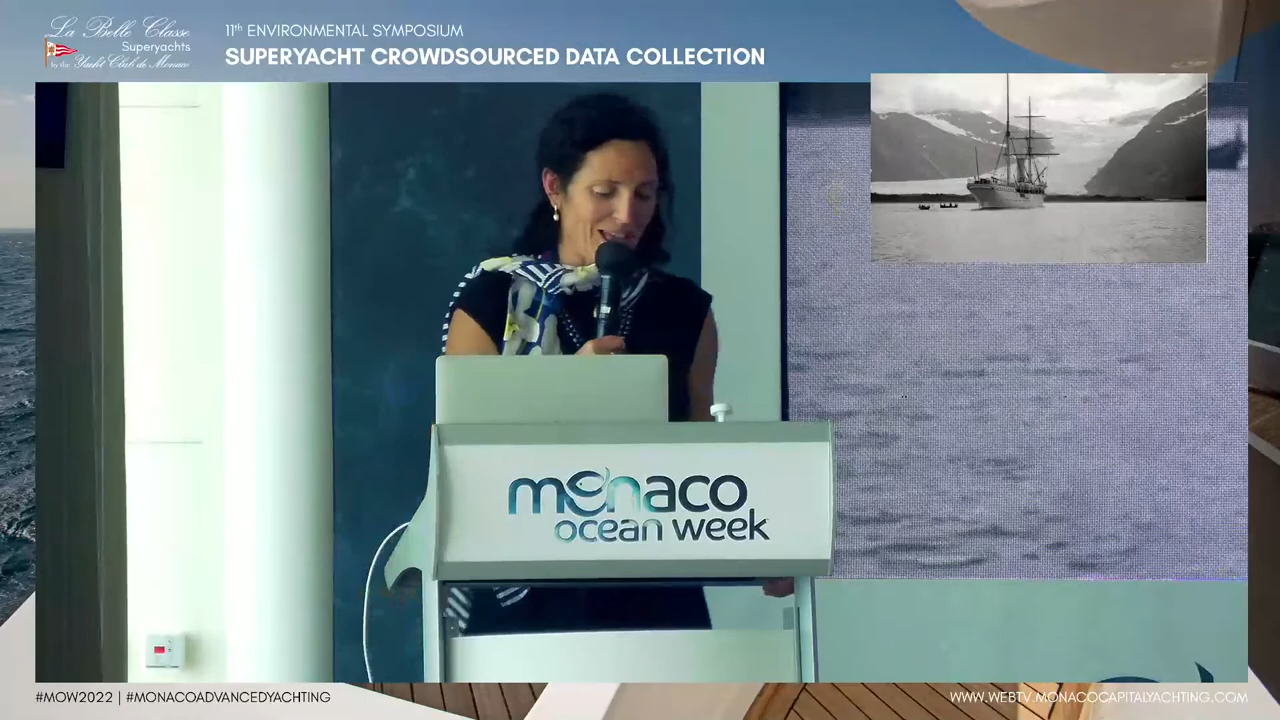 La Belle Classe
Superyachts
by the Yacht Club de Monaco
11th ENVIRONMENTAL SYMPOSIUM
SUPERYACHT CROWDSOURCED DATA COLLECTION
monaco
ocean week
#MOW2022 | #MONACOADVANCEDYACHTING
WWW.WEBTV.MONACOCAPITALYACHTING.COM